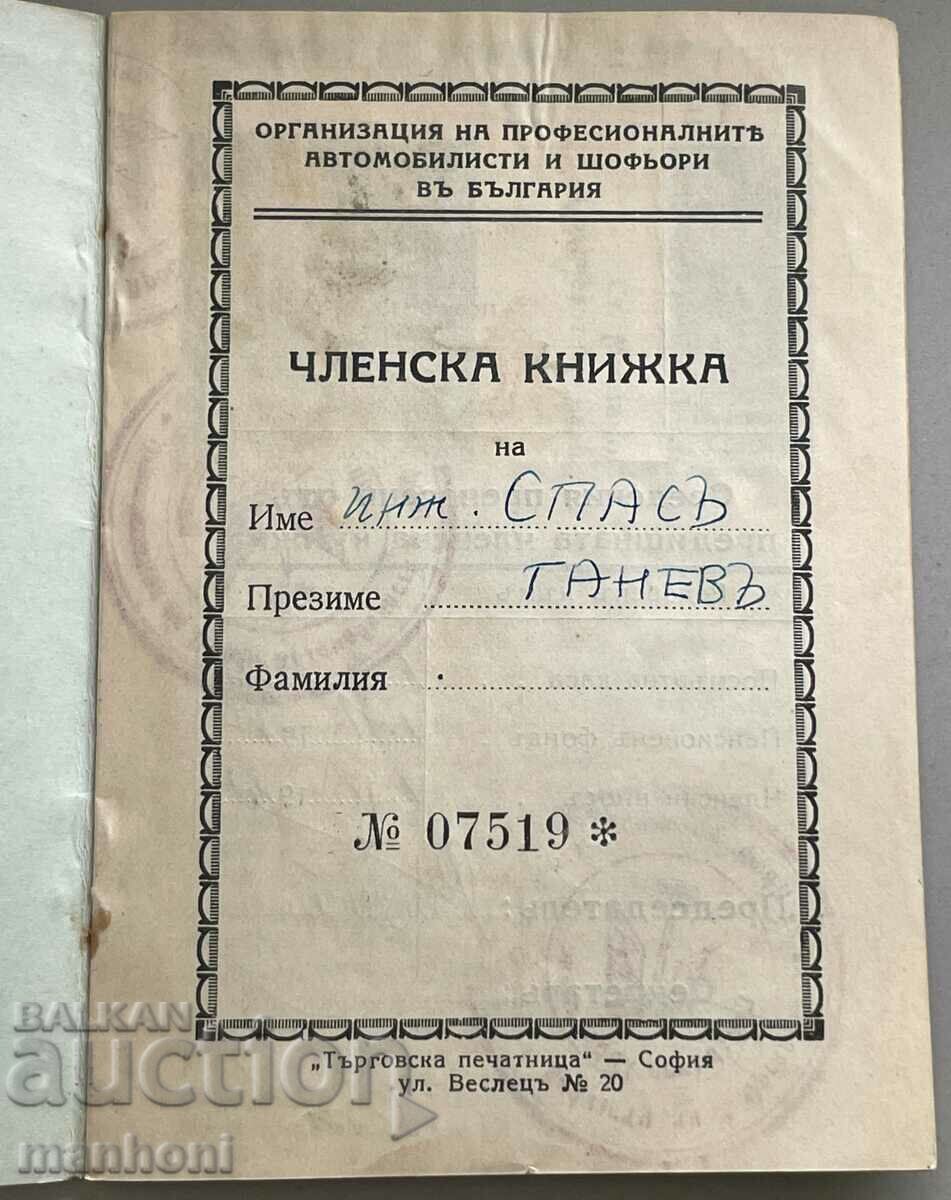 ОРГАНИЗАЦИЯ НА ПРОФЕСИОНАЛНИТѢ
АВТОМОБИЛИСТИ И ШОФЬОРИ
ВЪ БЪЛГАРИЯ
ЧЛЕНСКА КНИЖКА
на
Име инж. СПАСЪ
Презиме ТАНЕВЪ
Фамилия
№ 07519 *
„Търговска печатница“ — София
ул. Веслецъ № 20
BALKAN
auction
manhoni